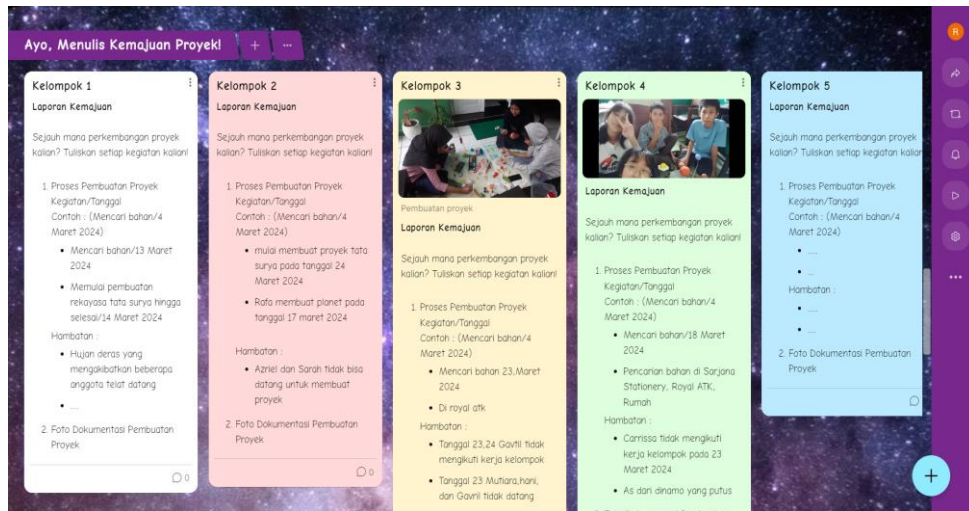 Ayo, Menulis Kemajuan Proyek!
R
Kelompok 1
Laporan Kemajuan
Sejauh mana perkembangan proyek
kalian? Tuliskan setiap kegiatan kalian!
1. Proses Pembuatan Proyek
Kegiatan/Tanggal
Contoh : (Mencari bahan/4
Maret 2024)
• Mencari bahan/13 Maret
2024
• Memulai pembuatan
rekayasa tata surya hingga
selesai/14 Maret 2024
Hambatan :
• Hujan deras yang
mengakibatkan beberapa
anggota telat datang
• ....
2. Foto Dokumentasi Pembuatan
Proyek
0
Kelompok 2
Laporan Kemajuan
Sejauh mana perkembangan proyek
kalian? Tuliskan setiap kegiatan kalian!
1. Proses Pembuatan Proyek
Kegiatan/Tanggal
Contoh : (Mencari bahan/4
Maret 2024)
• mulai membuat proyek tata
surya pada tanggal 24
Maret 2024
• Rafa membuat planet pada
tanggal 17 maret 2024
Hambatan :
• Azriel dan Sarah tidak bisa
datang untuk membuat
proyek
2. Foto Dokumentasi Pembuatan
Proyek
0
Kelompok 3
Pembuatan proyek
Laporan Kemajuan
Sejauh mana perkembangan proyek
kalian? Tuliskan setiap kegiatan kalian!
1. Proses Pembuatan Proyek
Kegiatan/Tanggal
Contoh : (Mencari bahan/4
Maret 2024)
• Mencari bahan 23,Maret
2024
• Di royal atk
Hambatan :
• Tanggal 23,24 Govtil tidak
mengikuti kerja kelompok
• Tanggal 23 Mutiara,hani,
dan Gavril tidak datang
Kelompok 4
Laporan Kemajuan
Sejauh mana perkembangan proyek
kalian? Tuliskan setiap kegiatan kalian!
1. Proses Pembuatan Proyek
Kegiatan/Tanggal
Contoh : (Mencari bahan/4
Maret 2024)
• Mencari bahan/18 Maret
2024
• Pencarian bahan di Sarjana
Stationery, Royal ATK,
Rumah
Hambatan :
• Carrissa tidak mengikuti
kerja kelompok pada 23
Maret 2024
• As dari dinamo yang putus
Kelompok 5
Laporan Kemajuan
Sejauh mana perkembangan proyek
kalian? Tuliskan setiap kegiatan kalian
1. Proses Pembuatan Proyek
Kegiatan/Tanggal
Contoh : (Mencari bahan/4
Maret 2024)
• ....
• ...
Hambatan :
• ....
• ....
2. Foto Dokumentasi Pembuatan
Proyek